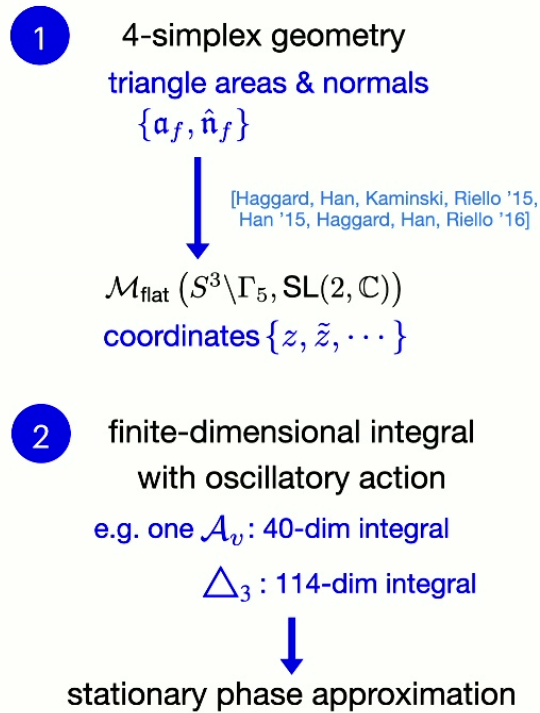 1
4-simplex geometry
triangle areas & normals
{𝔞_f, n̂_f}
[Haggard, Han, Kaminski, Riello '15,
Han '15, Haggard, Han, Riello '16]
ℳ_flat (S³\Γ₅, SL(2, ℂ))
coordinates {z, z̃, ⋯}
2
finite-dimensional integral
with oscillatory action
e.g. one 𝒜_v : 40-dim integral
△₃ : 114-dim integral
stationary phase approximation